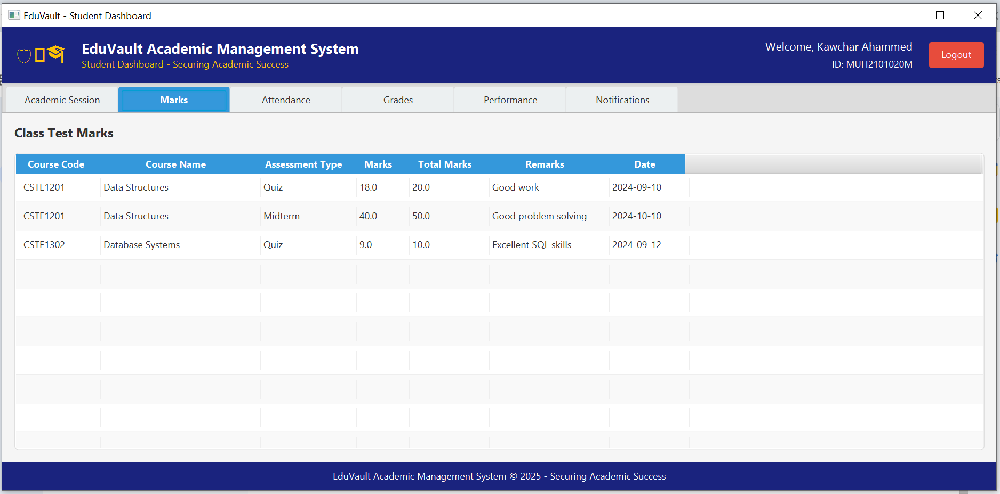 EduVault - Student Dashboard
EduVault Academic Management System
Student Dashboard - Securing Academic Success
Welcome, Kawchar Ahammed
ID: MUH2101020M
Logout
Academic Session Marks Attendance Grades Performance Notifications
Class Test Marks
Course Code Course Name Assessment Type Marks Total Marks Remarks Date
CSTE1201 Data Structures Quiz 18.0 20.0 Good work 2024-09-10
CSTE1201 Data Structures Midterm 40.0 50.0 Good problem solving 2024-10-10
CSTE1302 Database Systems Quiz 9.0 10.0 Excellent SQL skills 2024-09-12
EduVault Academic Management System © 2025 - Securing Academic Success